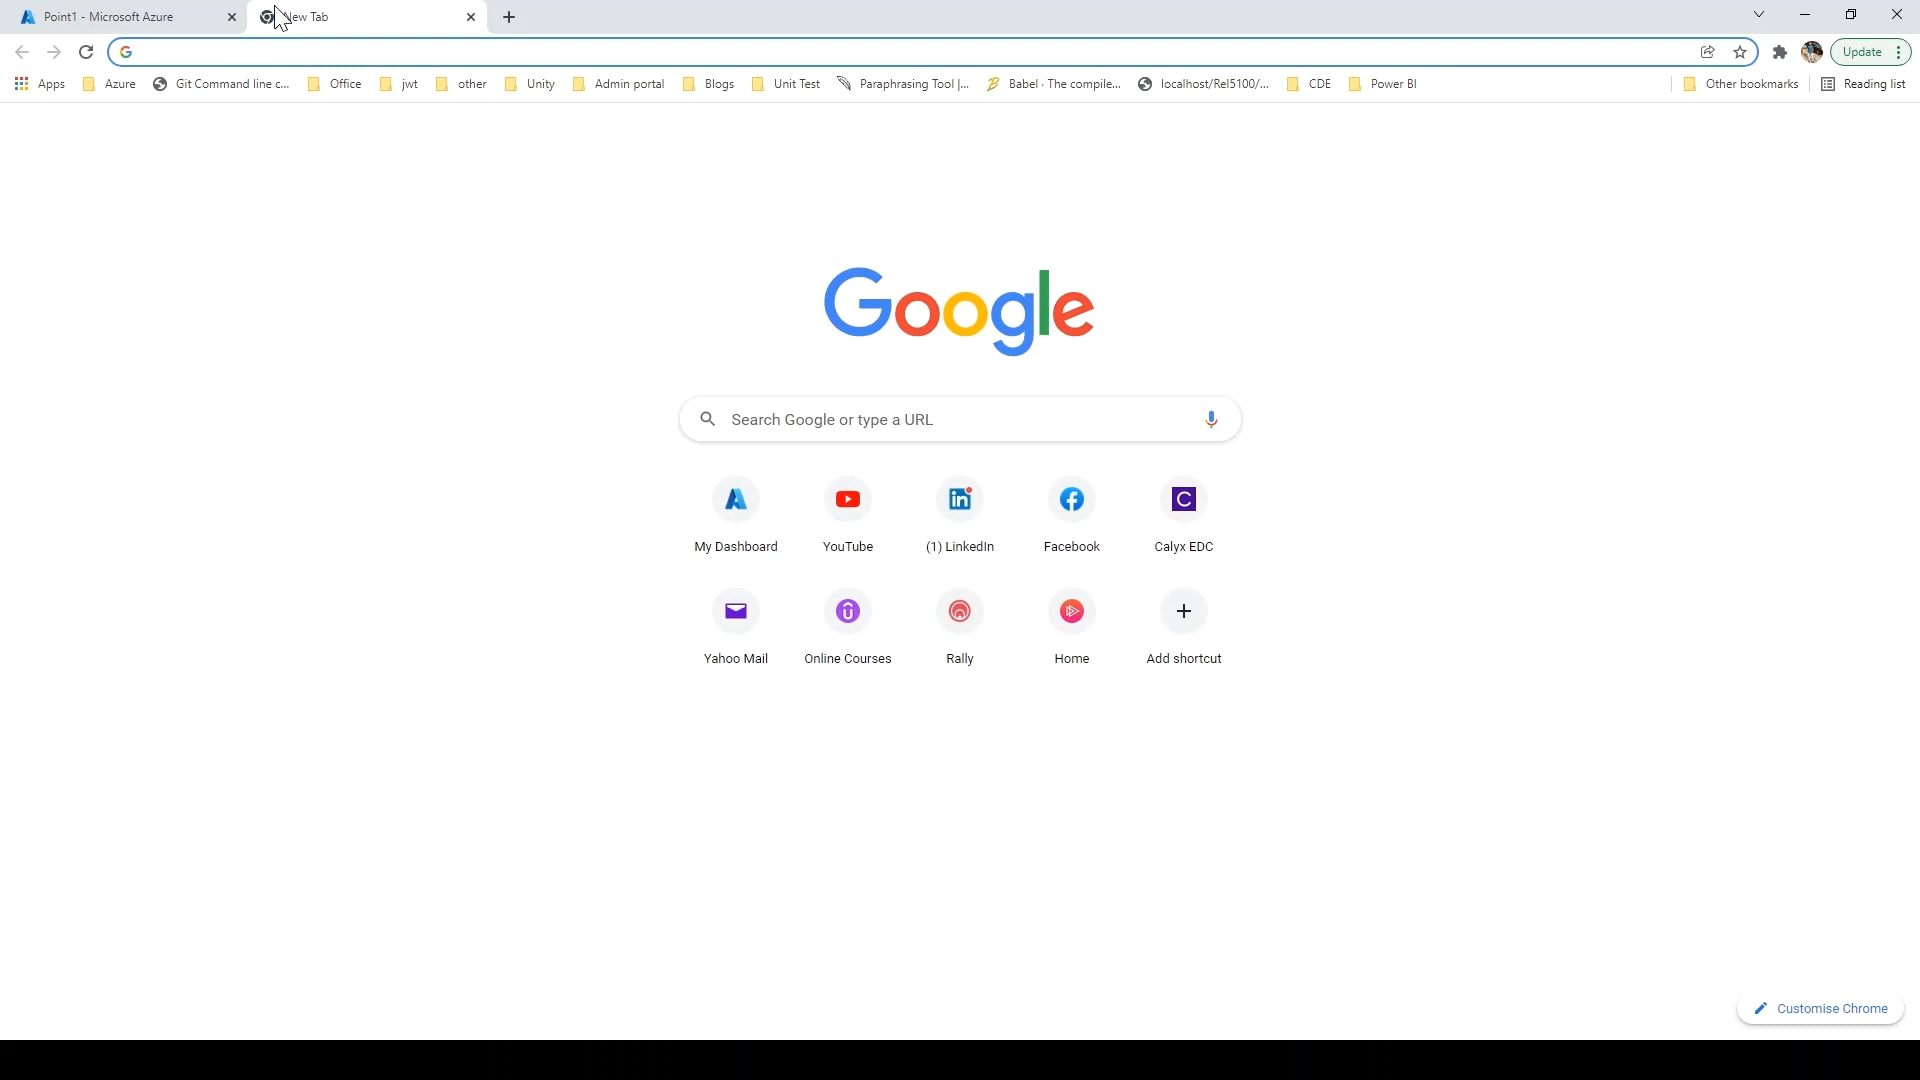 Point1 - Microsoft Azure
New Tab
Update
Apps
Azure
Git Command line c...
Office
jwt
other
Unity
Admin portal
Blogs
Unit Test
Paraphrasing Tool |...
Babel · The compile...
localhost/Rel5100/...
CDE
Power BI
Other bookmarks
Reading list
Google
Search Google or type a URL
My Dashboard
YouTube
(1) LinkedIn
Facebook
Calyx EDC
Yahoo Mail
Online Courses
Rally
Home
Add shortcut
Customise Chrome